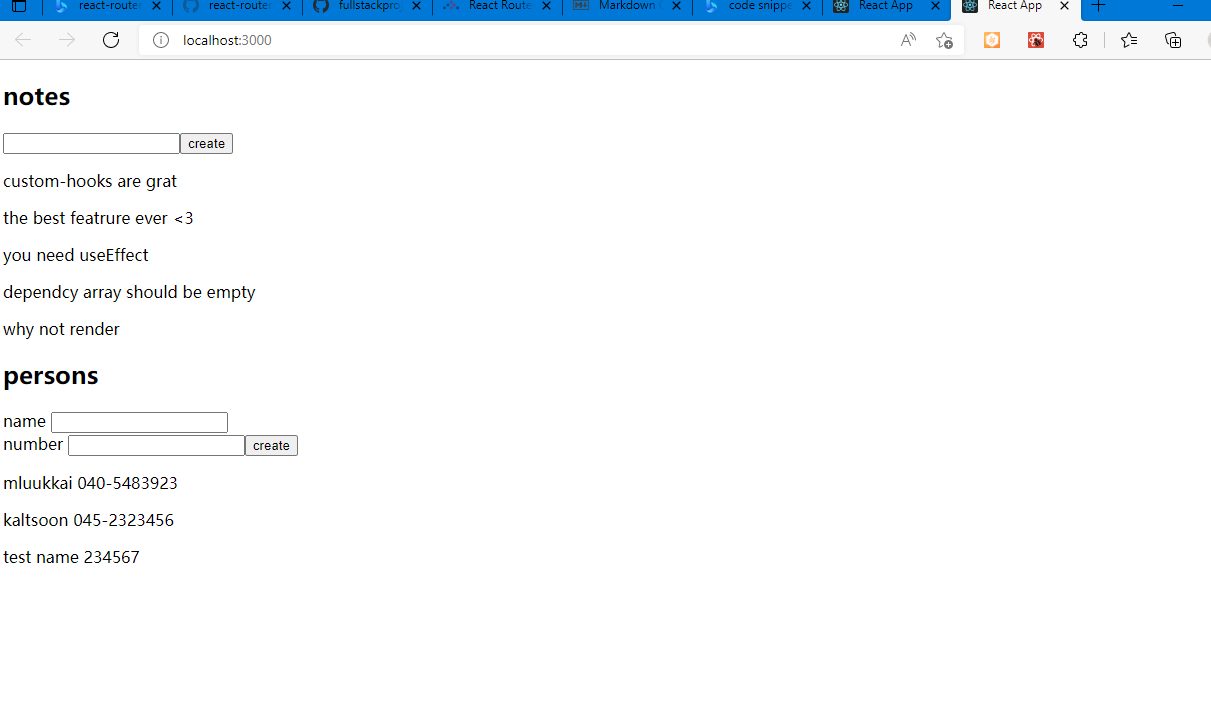 react-route
react-route
fullstackpro
React Route
Markdown
code snippe
React App
React App
localhost:3000
notes
create
custom-hooks are grat
the best featrure ever <3
you need useEffect
dependcy array should be empty
why not render
persons
name
number create
mluukkai 040-5483923
kaltsoon 045-2323456
test name 234567